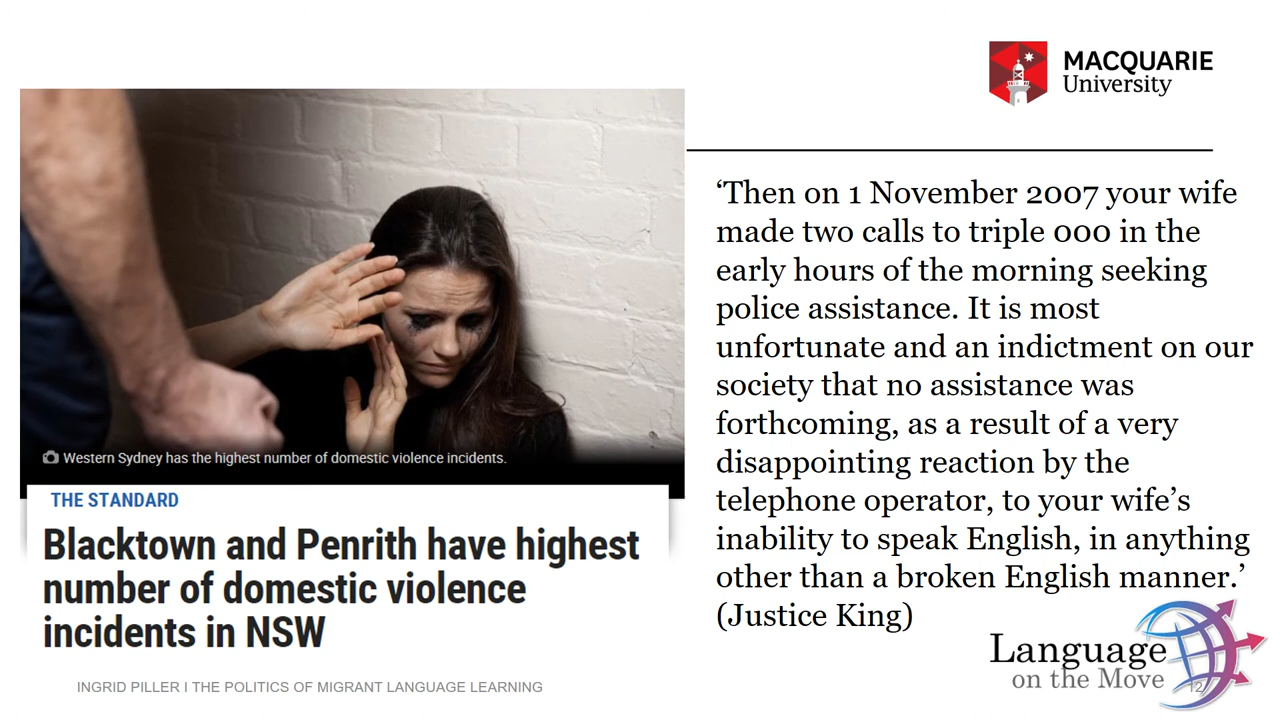 MACQUARIE
University
‘Then on 1 November 2007 your wife
made two calls to triple 000 in the
early hours of the morning seeking
police assistance. It is most
unfortunate and an indictment on our
society that no assistance was
forthcoming, as a result of a very
disappointing reaction by the
telephone operator, to your wife’s
inability to speak English, in anything
other than a broken English manner.’
(Justice King)
Western Sydney has the highest number of domestic violence incidents.
THE STANDARD
Blacktown and Penrith have highest
number of domestic violence
incidents in NSW
INGRID PILLER I THE POLITICS OF MIGRANT LANGUAGE LEARNING
Language
on the Move
12